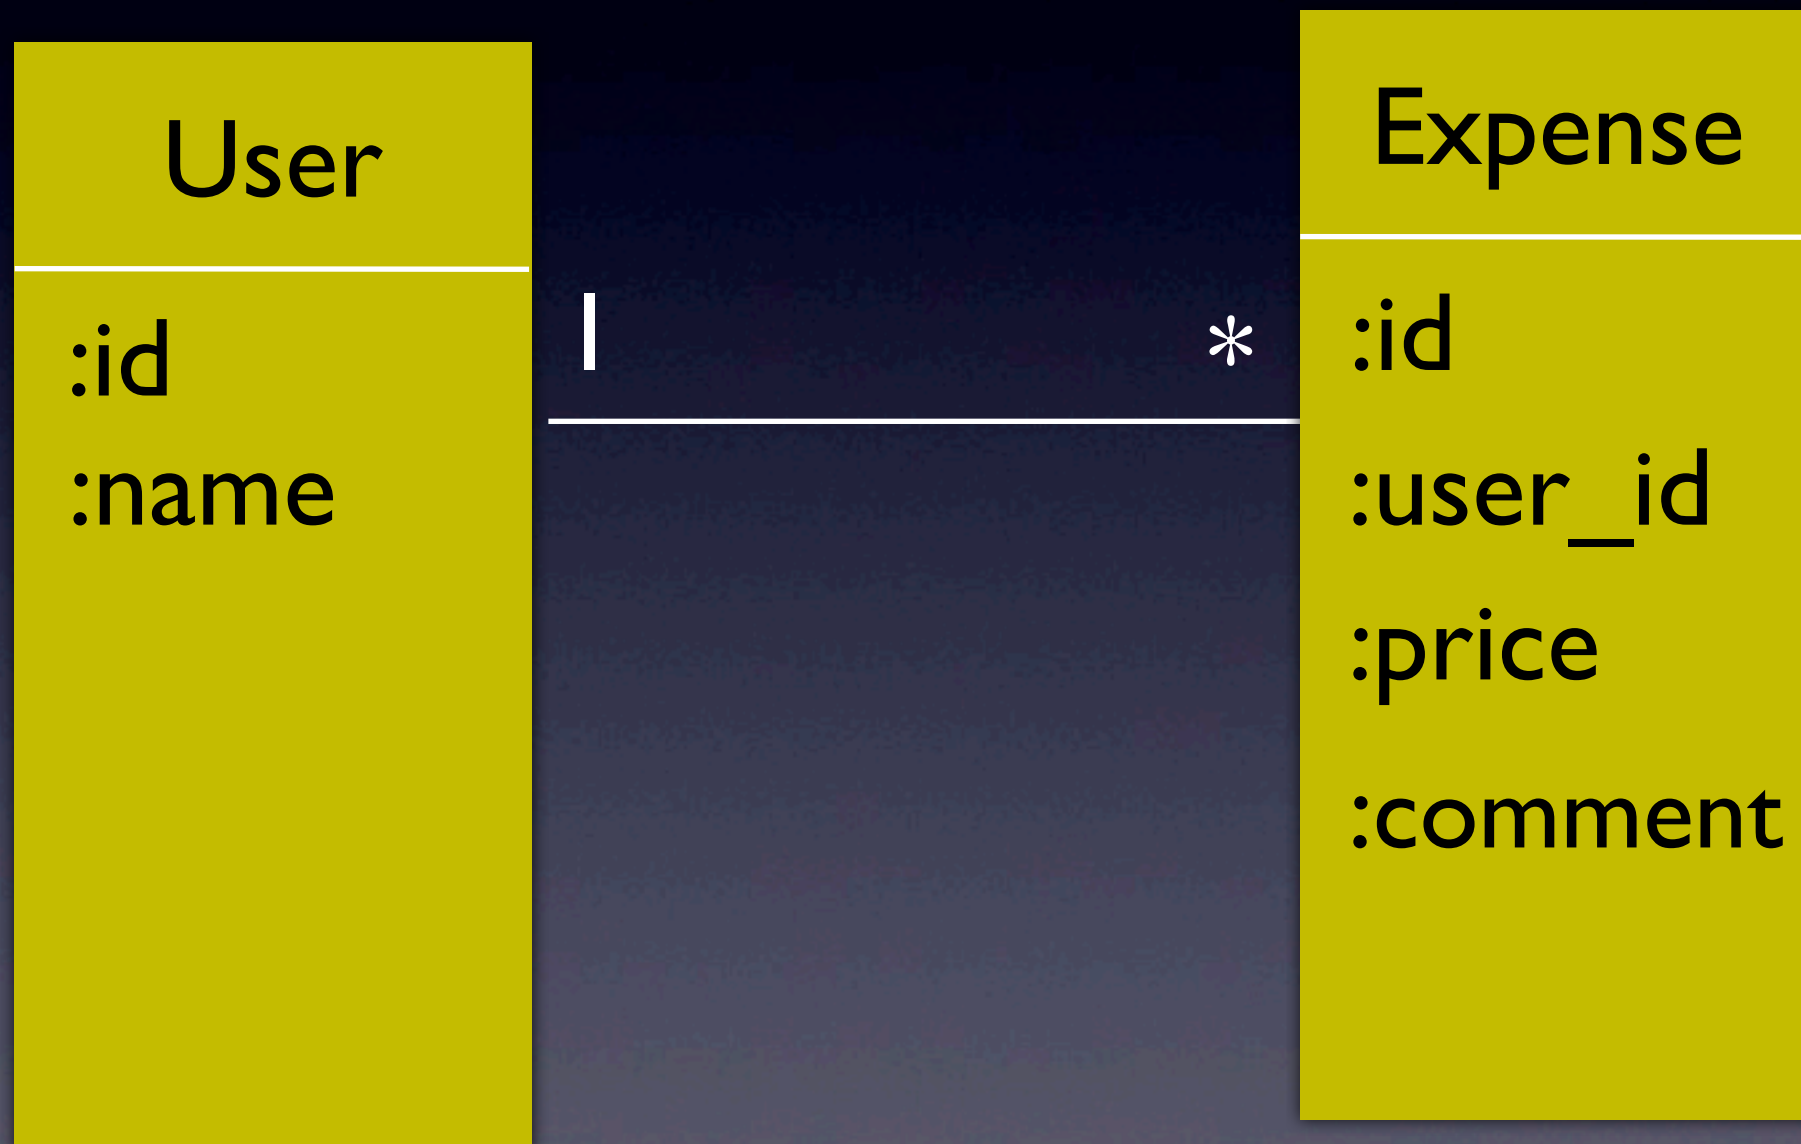 User
:id
:name
1
*
Expense
:id
:user_id
:price
:comment